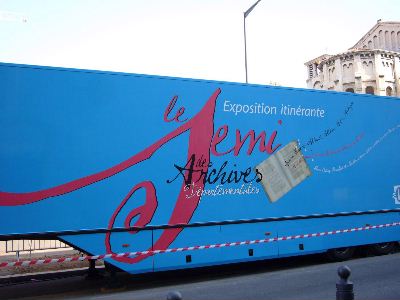 Exposition itinérante
le Semi
des
Archives
Départementales